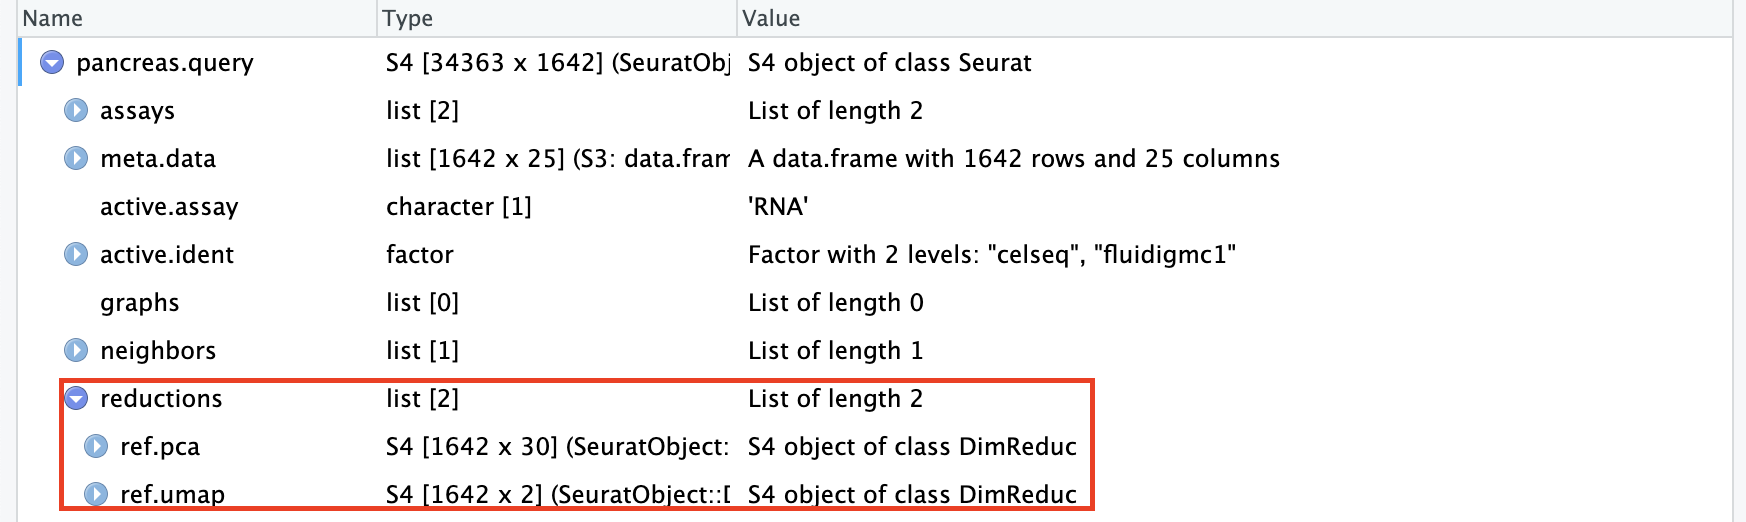 Name Type Value
pancreas.query S4 [34363 x 1642] (SeuratObj S4 object of class Seurat
assays list [2] List of length 2
meta.data list [1642 x 25] (S3: data.fram A data.frame with 1642 rows and 25 columns
active.assay character [1] 'RNA'
active.ident factor Factor with 2 levels: "celseq", "fluidigmc1"
graphs list [0] List of length 0
neighbors list [1] List of length 1
reductions list [2] List of length 2
ref.pca S4 [1642 x 30] (SeuratObject: S4 object of class DimReduc
ref.umap S4 [1642 x 2] (SeuratObject::D S4 object of class DimReduc